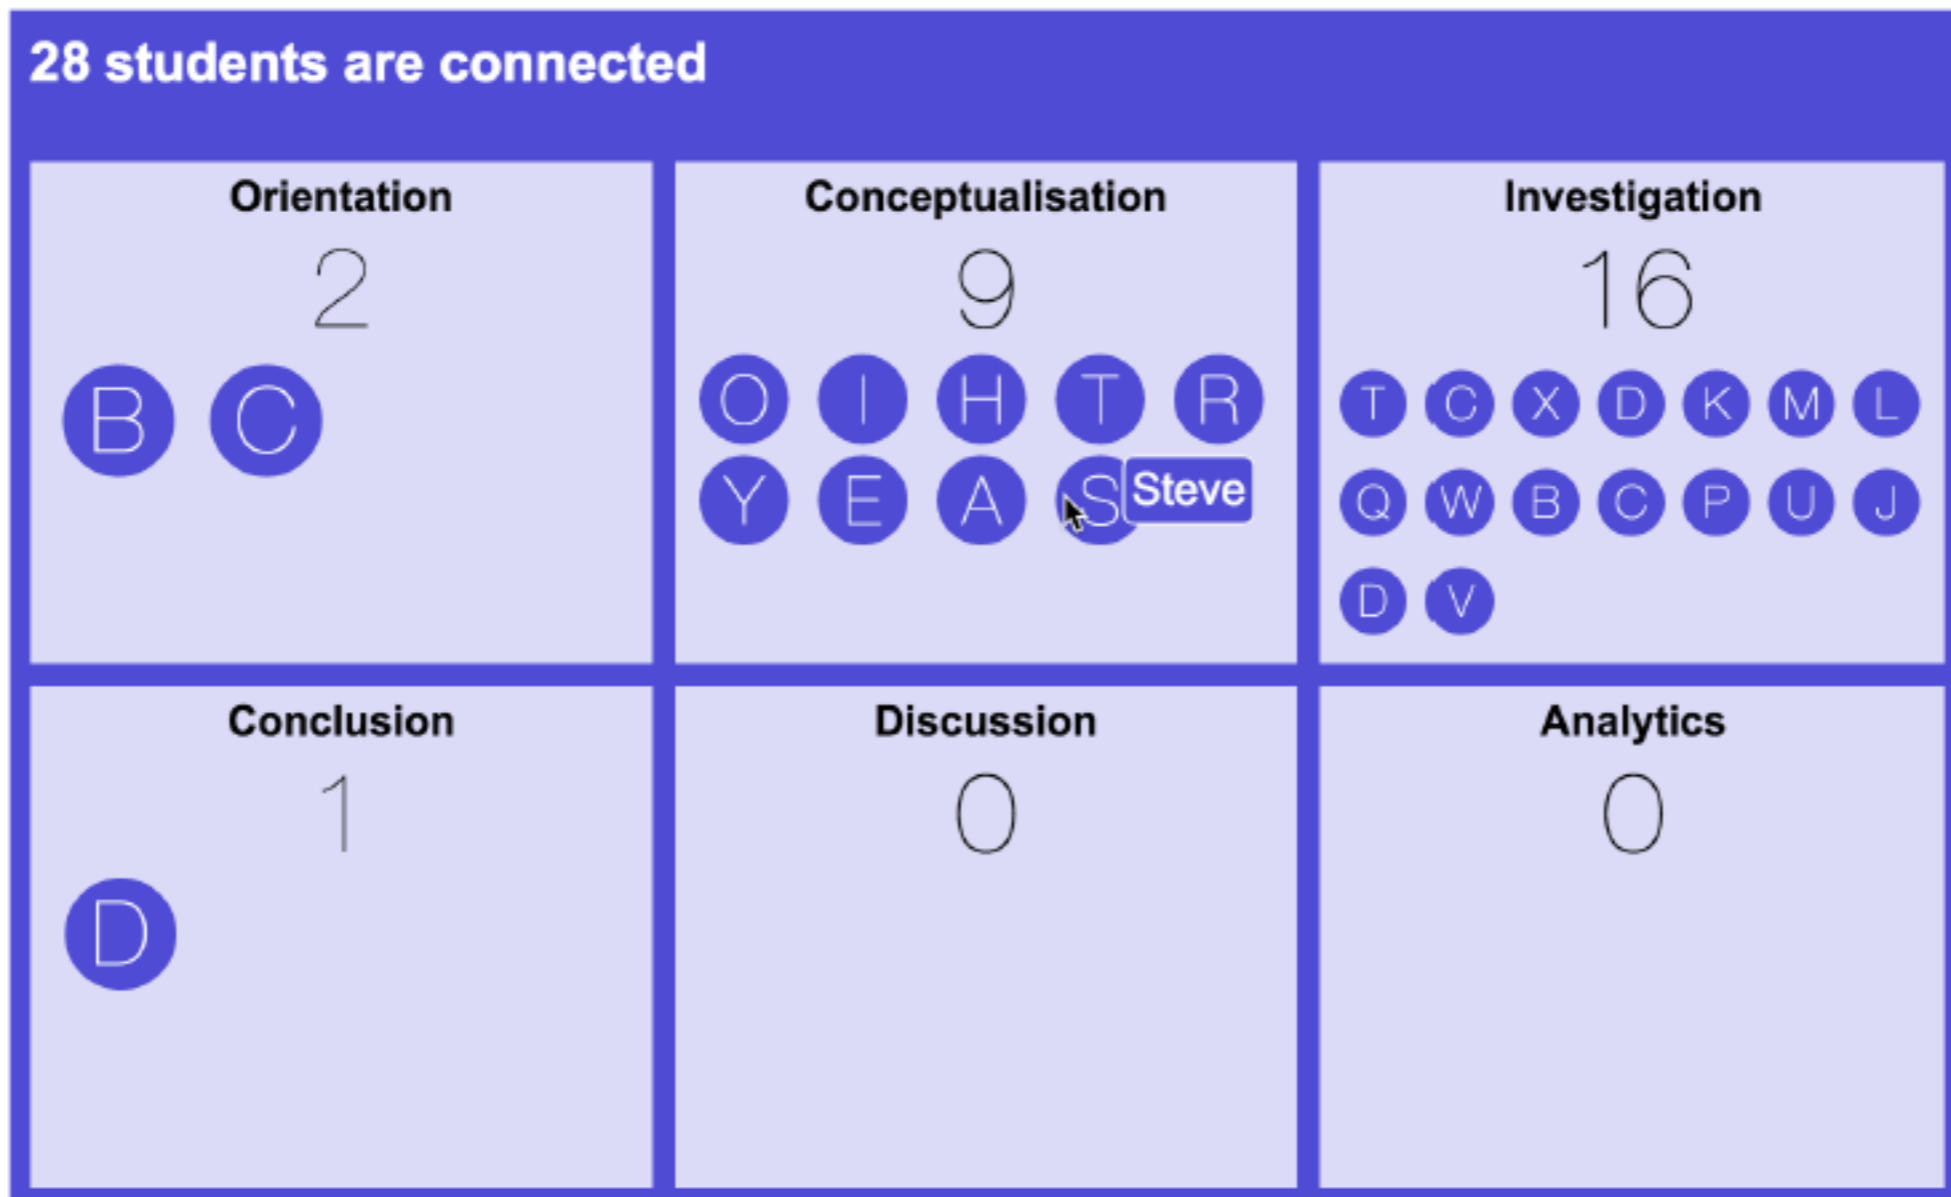 28 students are connected
Orientation
2
B C
Conceptualisation
9
O I H T R
Y E A S Steve
Investigation
16
T C X D K M L
Q W B C P U J
D V
Conclusion
1
D
Discussion
0
Analytics
0